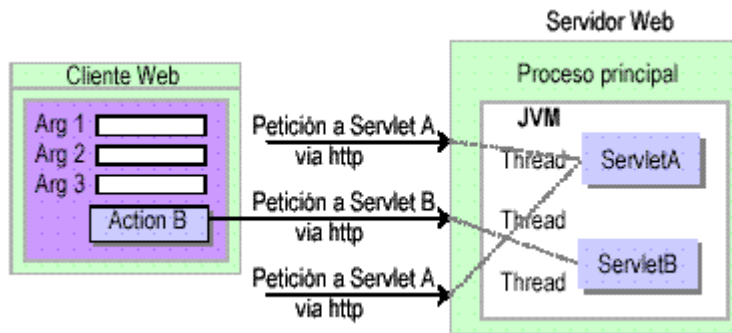 Servidor Web
Cliente Web
Proceso principal
Arg 1
Arg 2
Arg 3
Action B
Petición a Servlet A
via http
Petición a Servlet B
via http
Petición a Servlet A
via http
JVM
Thread
ServletA
Thread
Thread
ServletB